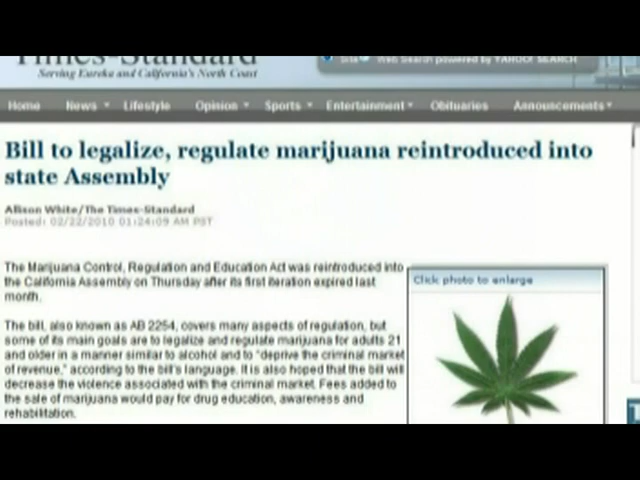 Times-Standard
Serving Eureka and California's North Coast
Site Web Search powered by YAHOO! SEARCH
Home News Lifestyle Opinion Sports Entertainment Obituaries Announcements
Bill to legalize, regulate marijuana reintroduced into
state Assembly
Allison White/The Times-Standard
Posted: 02/22/2010 01:24:09 AM PST
The Marijuana Control, Regulation and Education Act was reintroduced into
the California Assembly on Thursday after its first iteration expired last
month.
Click photo to enlarge
The bill, also known as AB 2254, covers many aspects of regulation, but
some of its main goals are to legalize and regulate marijuana for adults 21
and older in a manner similar to alcohol and to "deprive the criminal market
of revenue," according to the bill's language. It is also hoped that the bill will
decrease the violence associated with the criminal market. Fees added to
the sale of marijuana would pay for drug education, awareness and
rehabilitation.